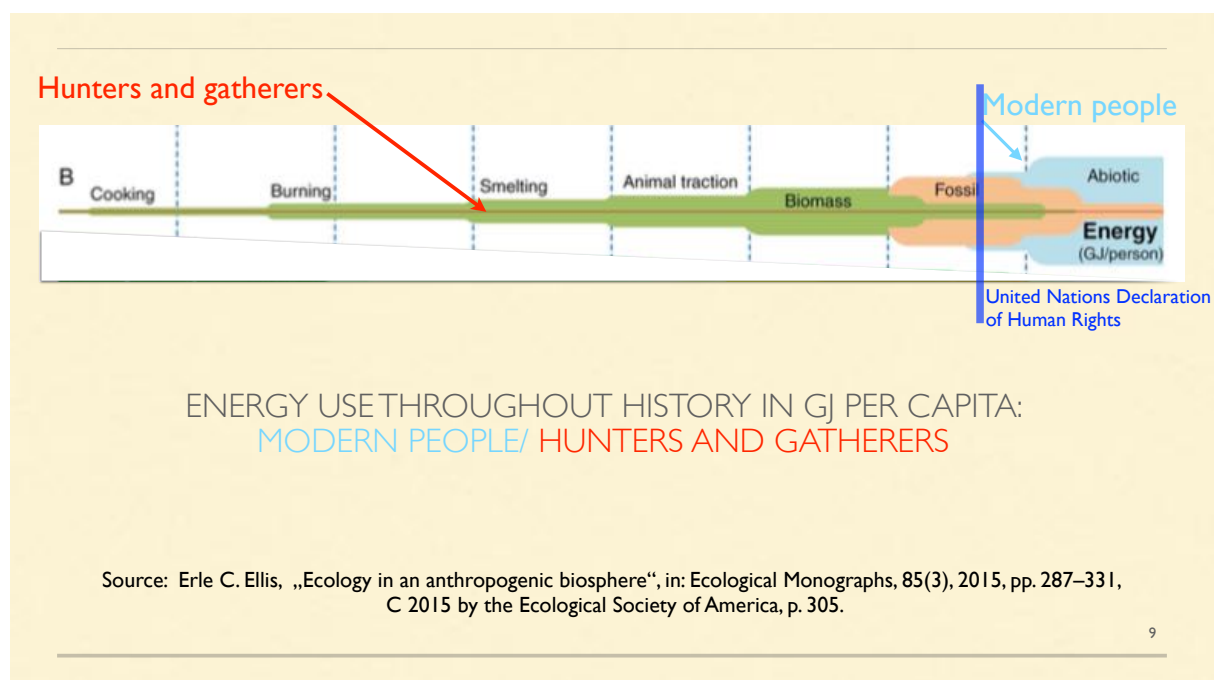 Hunters and gatherers
Modern people
B
Cooking
Burning
Smelting
Animal traction
Biomass
Fossil
Abiotic
Energy
(GJ/person)
United Nations Declaration
of Human Rights
ENERGY USE THROUGHOUT HISTORY IN GJ PER CAPITA:
MODERN PEOPLE/ HUNTERS AND GATHERERS
Source: Erle C. Ellis, „Ecology in an anthropogenic biosphere“, in: Ecological Monographs, 85(3), 2015, pp. 287–331,
C 2015 by the Ecological Society of America, p. 305.
9